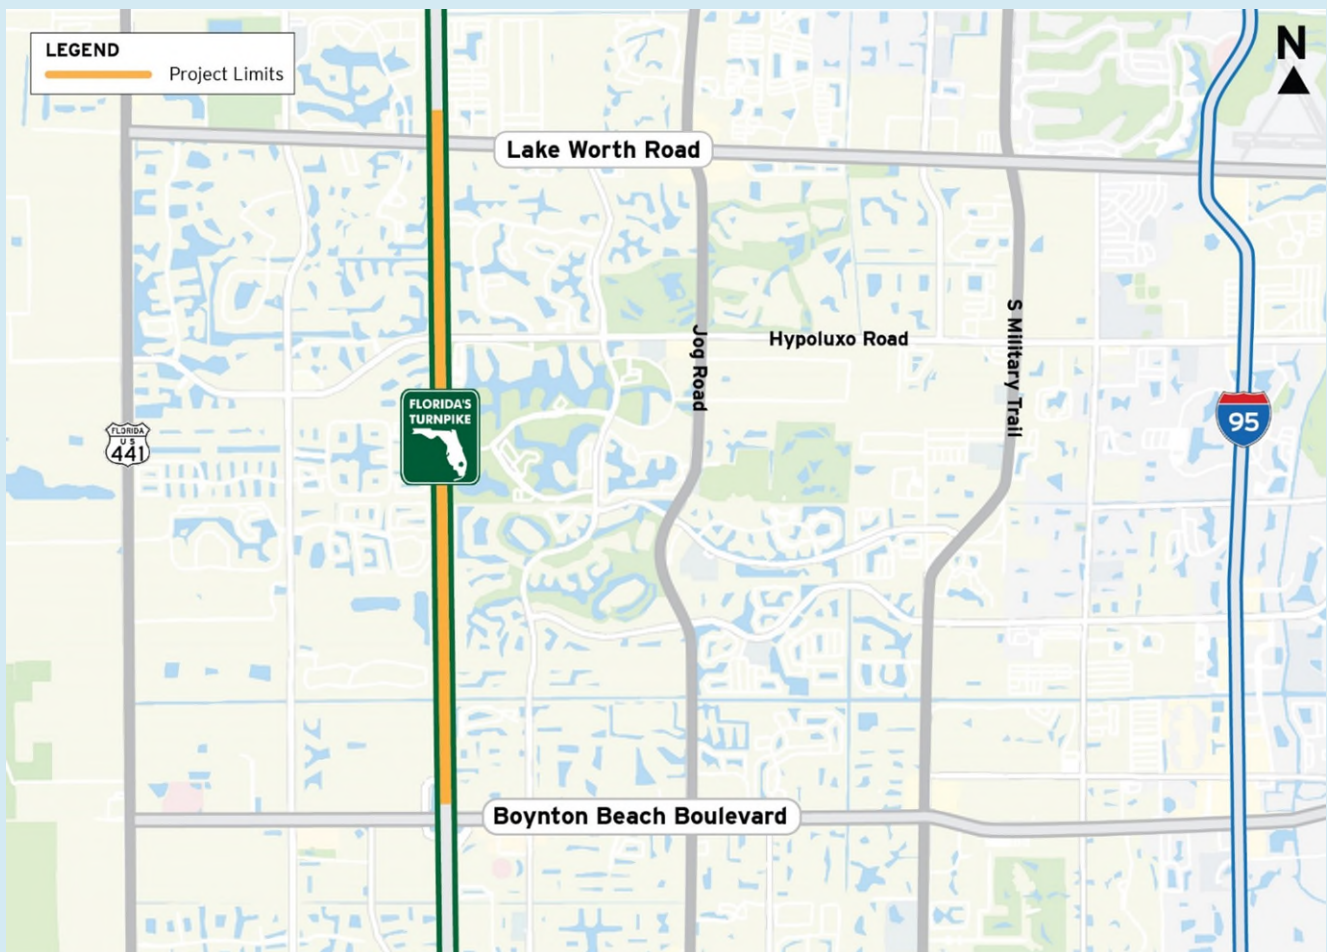 LEGEND
Project Limits
N
Lake Worth Road
Jog Road
Hypoluxo Road
S Military Trail
FLORIDA'S
TURNPIKE
FLORIDA
US
441
95
Boynton Beach Boulevard